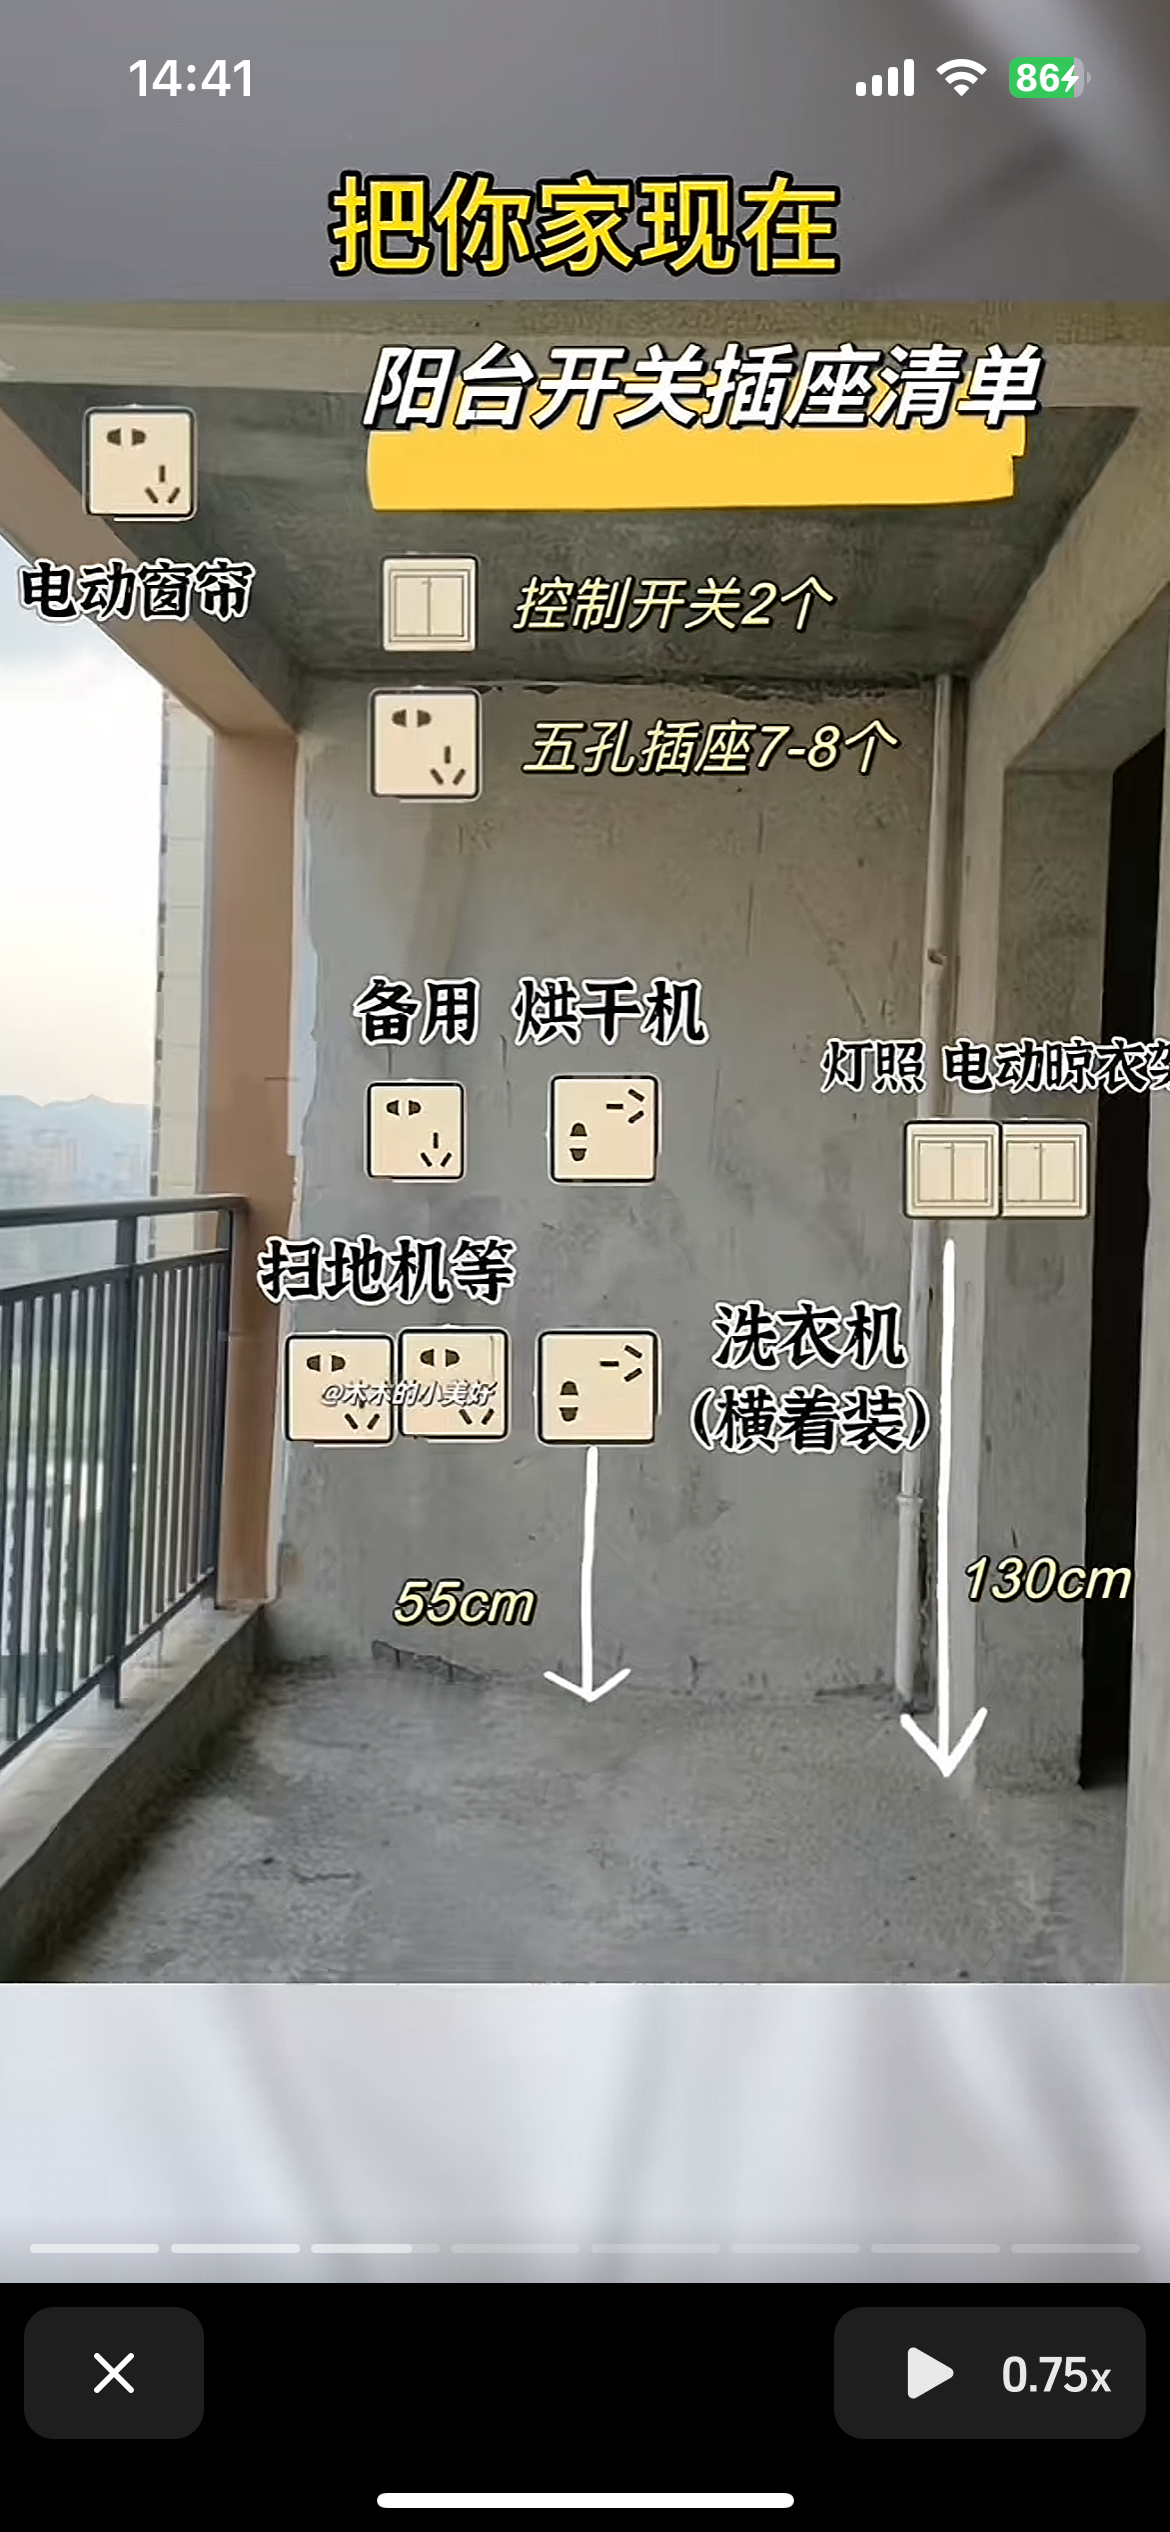 14:41
86
把你家现在
阳台开关插座清单
电动窗帘
控制开关2个
五孔插座7-8个
备用 烘干机
灯照 电动晾衣架
扫地机等
洗衣机
(横着装)
@木木的小美好
55cm
130cm
0.75x